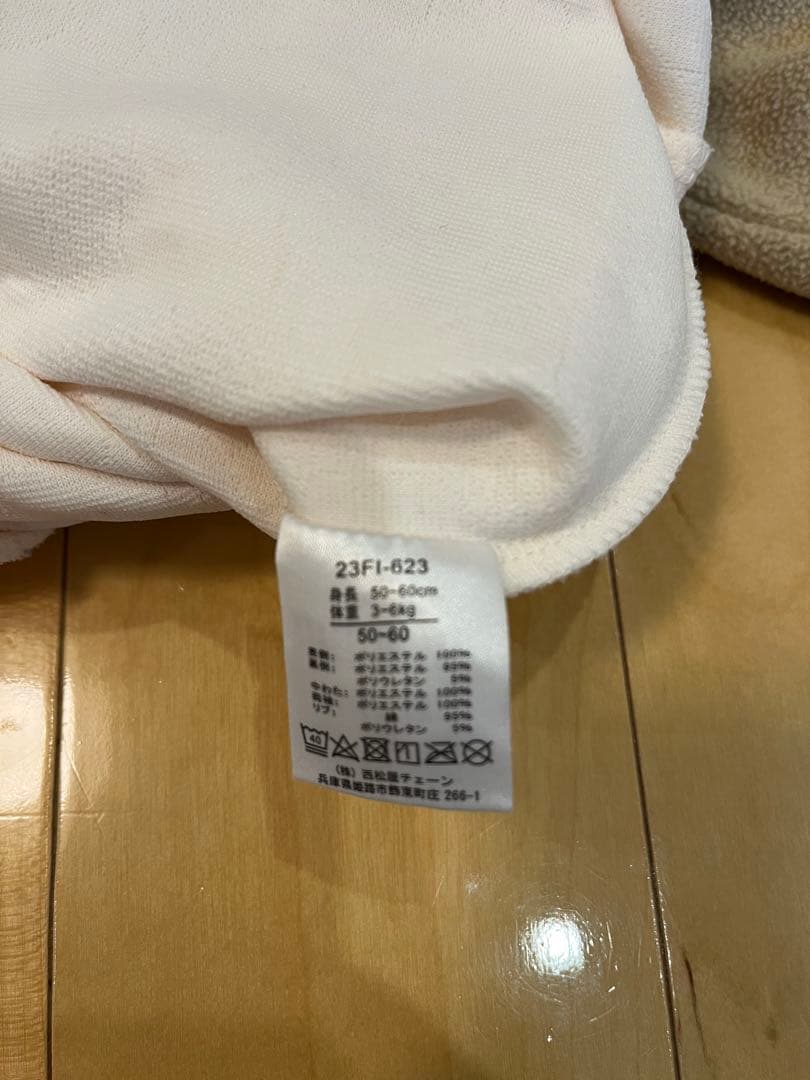 23FI-623
身長 50-60cm
体重 3-6kg
50-60
表側: ポリエステル 100%
裏側: ポリエステル 95%
ポリウレタン 5%
中わた: ポリエステル 100%
両袖: ポリエステル 100%
リブ: 綿 95%
ポリウレタン 5%
40
(株) 西松屋チェーン
兵庫県姫路市飾東町庄 266-1